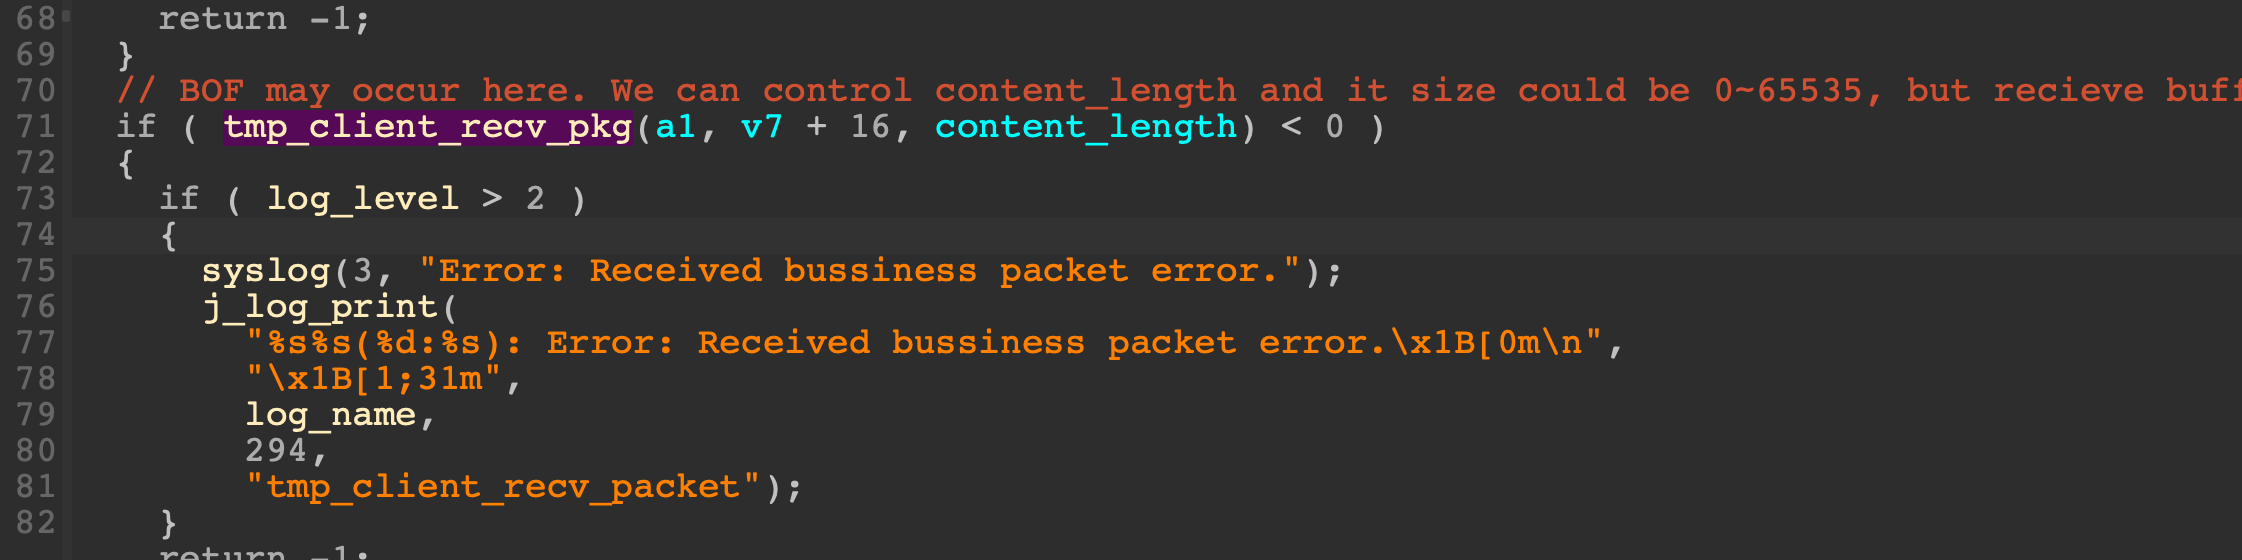 68 return -1;
69 }
70 // BOF may occur here. We can control content_length and it size could be 0~65535, but recieve buff
71 if ( tmp_client_recv_pkg(a1, v7 + 16, content_length) < 0 )
72 {
73 if ( log_level > 2 )
74 {
75 syslog(3, "Error: Received bussiness packet error.");
76 j_log_print(
77 "%s%s(%d:%s): Error: Received bussiness packet error.\x1B[0m\n",
78 "\x1B[1;31m",
79 log_name,
80 294,
81 "tmp_client_recv_packet");
82 }
return -1;